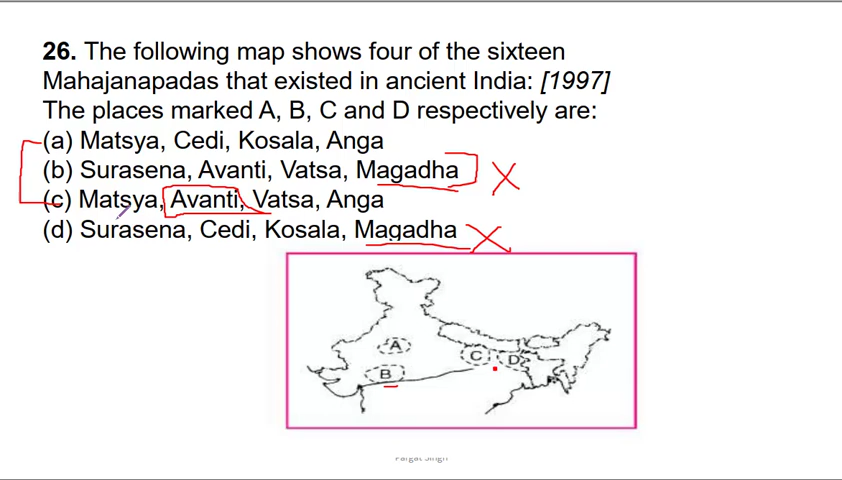 26. The following map shows four of the sixteen
Mahajanapadas that existed in ancient India: [1997]
The places marked A, B, C and D respectively are:
(a) Matsya, Cedi, Kosala, Anga
(b) Surasena, Avanti, Vatsa, Magadha
(c) Matsya, Avanti, Vatsa, Anga
(d) Surasena, Cedi, Kosala, Magadha
A
C D
B
Pargat Singh